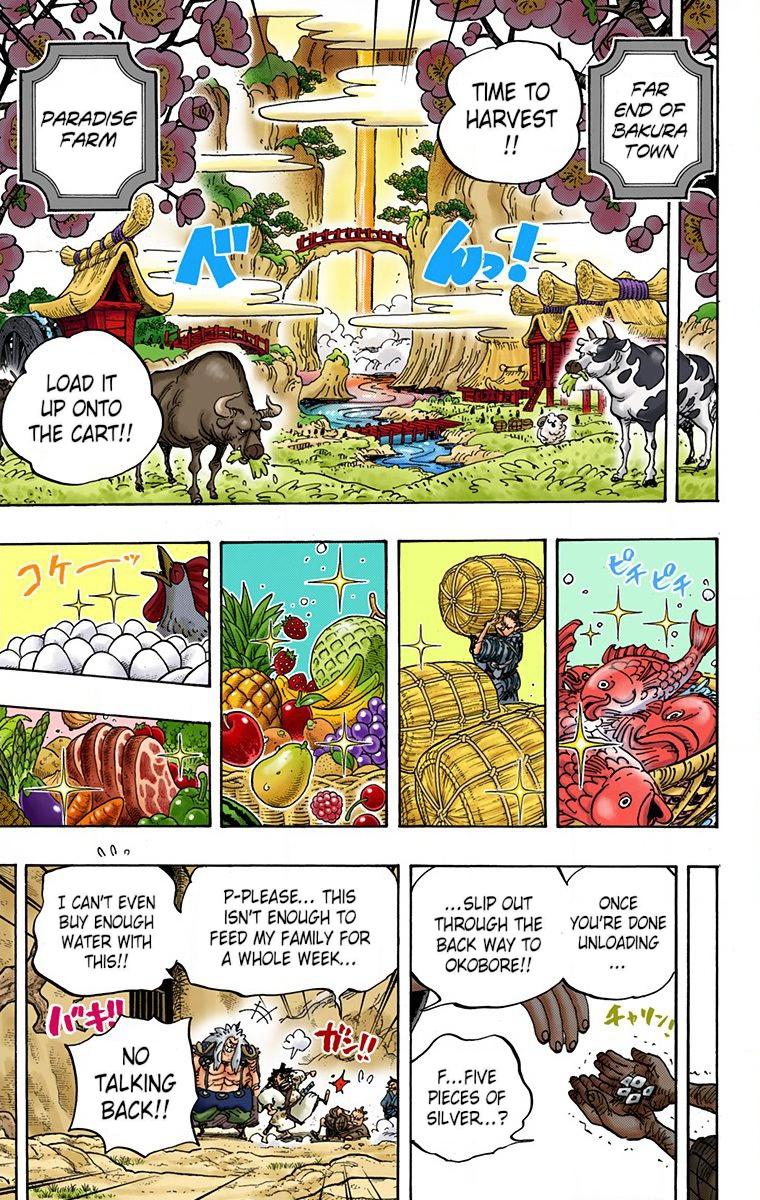 FAR
END OF
BAKURA
TOWN
TIME TO
HARVEST
!!
PARADISE
FARM
べんっ!
LOAD IT
UP ONTO
THE CART!!
ピチピチ
コケーッ
ONCE
YOU'RE DONE
UNLOADING
...
...SLIP OUT
THROUGH THE
BACK WAY TO
OKOBORE!!
チャリン!
F...FIVE
PIECES OF
SILVER...?
P-PLEASE... THIS
ISN'T ENOUGH TO
FEED MY FAMILY FOR
A WHOLE WEEK...
I CAN'T EVEN
BUY ENOUGH
WATER WITH
THIS!!
ガシ!!
バキ!!
NO
TALKING
BACK!!